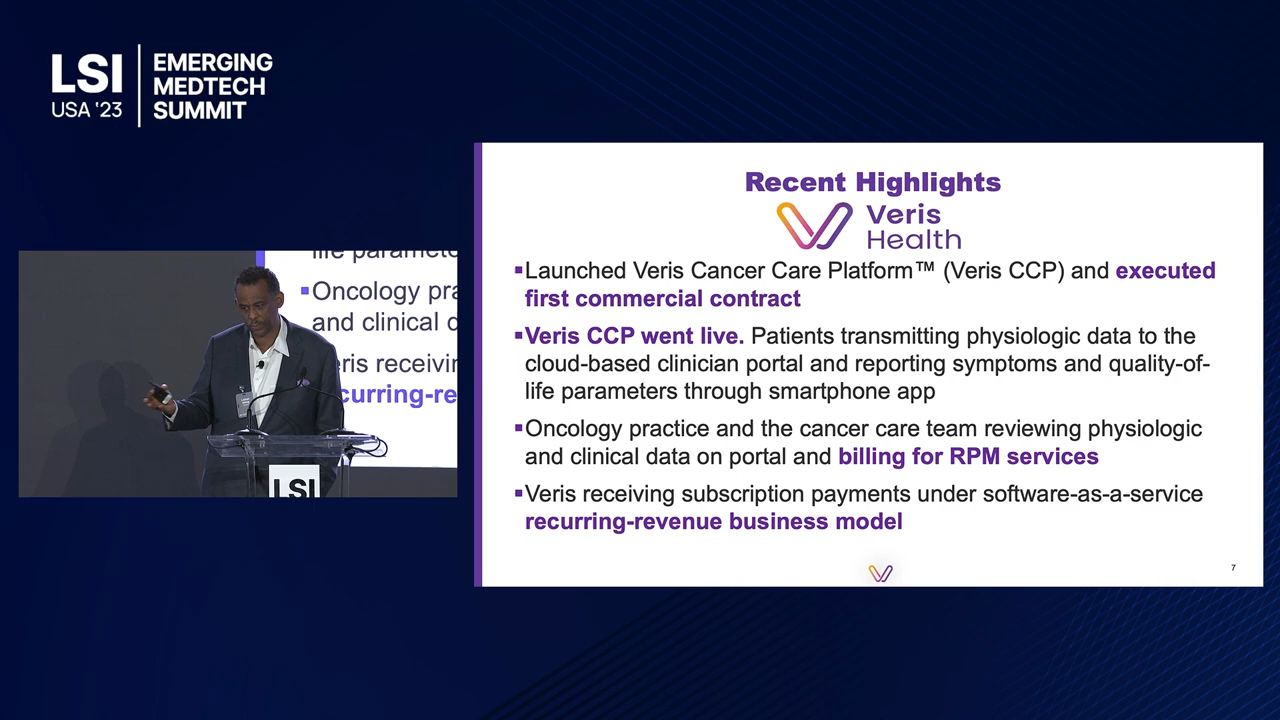 LSI
USA '23
EMERGING
MEDTECH
SUMMIT
Recent Highlights
Veris
Health
▪Launched Veris Cancer Care Platform™ (Veris CCP) and executed
first commercial contract
▪Veris CCP went live. Patients transmitting physiologic data to the
cloud-based clinician portal and reporting symptoms and quality-of-
life parameters through smartphone app
▪Oncology practice and the cancer care team reviewing physiologic
and clinical data on portal and billing for RPM services
▪Veris receiving subscription payments under software-as-a-service
recurring-revenue business model
7
life paramete
▪Oncology pra
and clinical d
eris receivin
curring-re
LSI